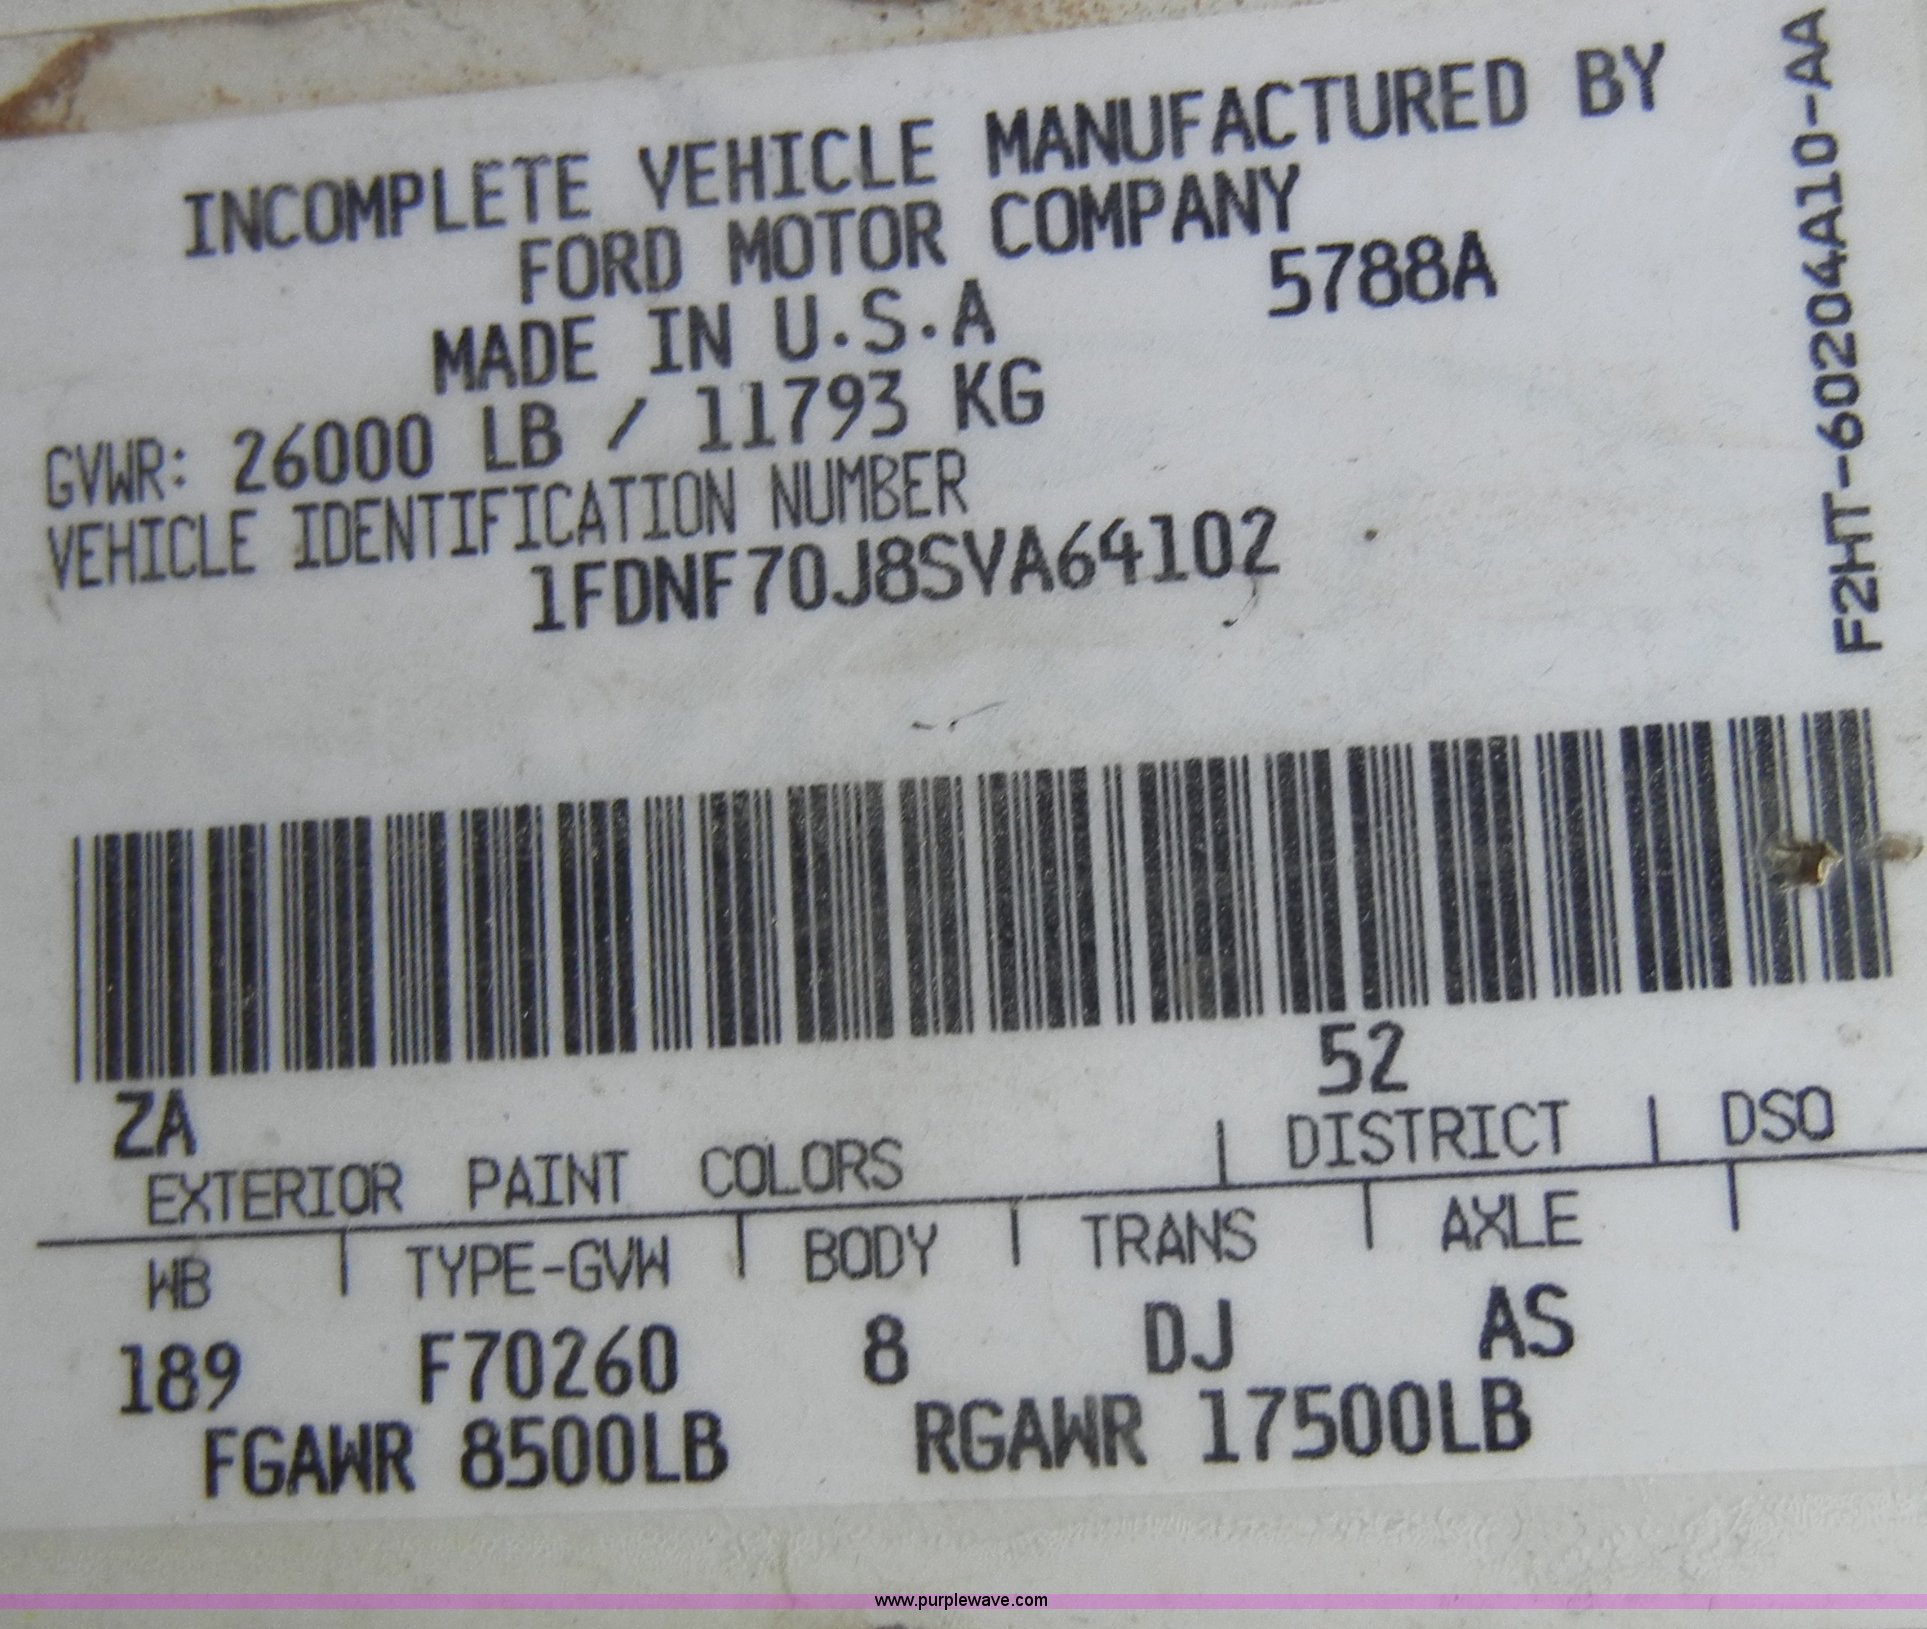 INCOMPLETE VEHICLE MANUFACTURED BY
FORD MOTOR COMPANY
MADE IN U.S.A 5788A
GVWR: 26000 LB / 11793 KG
VEHICLE IDENTIFICATION NUMBER
1FDNF70J8SVA64102
F2HT-60204A10-AA
ZA 52
EXTERIOR PAINT COLORS | DISTRICT | DSO
WB | TYPE-GVW | BODY | TRANS | AXLE |
189 F70260 8 DJ AS
FGAWR 8500LB RGAWR 17500LB
www.purplewave.com